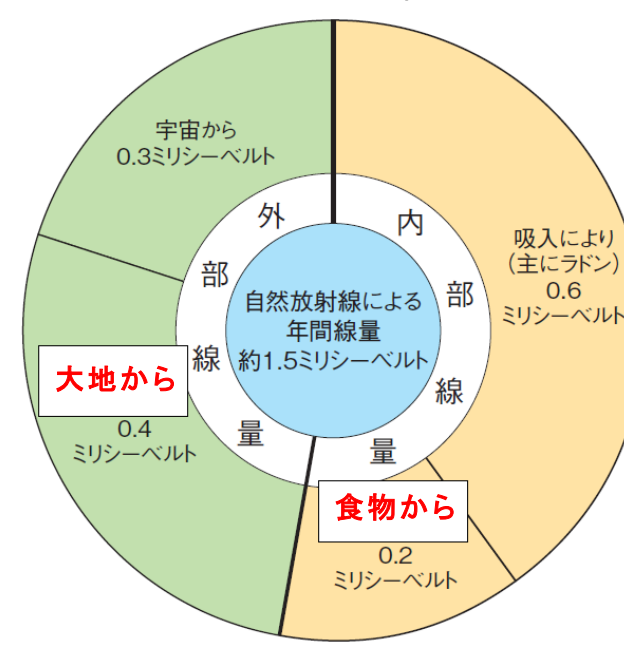 宇宙から
0.3ミリシーベルト
外部線量
内部線量
吸入により
(主にラドン)
0.6
ミリシーベルト
自然放射線による
年間線量
約1.5ミリシーベルト
大地から
0.4
ミリシーベルト
食物から
0.2
ミリシーベルト